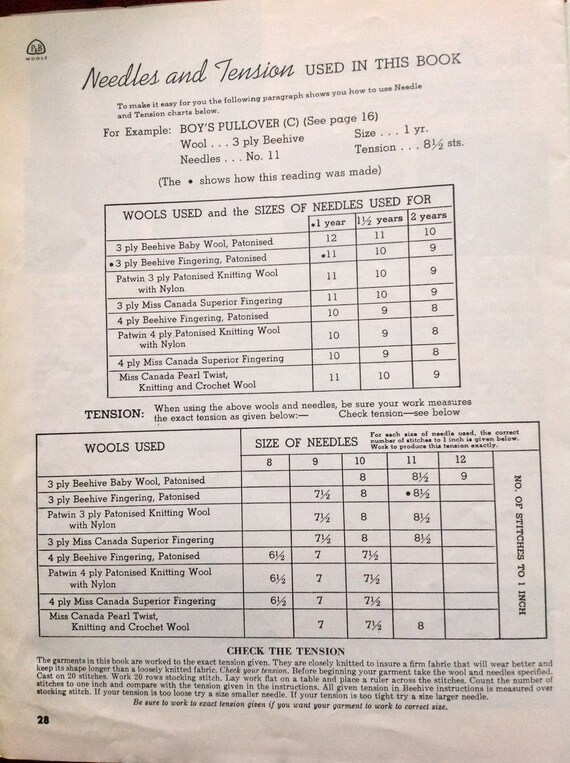 P&B
WOOLS
Needles and Tension USED IN THIS BOOK
To make it easy for you the following paragraph shows you how to use Needle
and Tension charts below.
For Example: BOY'S PULLOVER (C) (See page 16)
Wool . . . 3 ply Beehive Size . . . 1 yr.
Needles . . . No. 11 Tension . . . 8½ sts.
(The • shows how this reading was made)
WOOLS USED and the SIZES OF NEEDLES USED FOR
•1 year 1½ years 2 years
3 ply Beehive Baby Wool, Patonised 12 11 10
•3 ply Beehive Fingering, Patonised •11 10 9
Patwin 3 ply Patonised Knitting Wool
with Nylon 11 10 9
3 ply Miss Canada Superior Fingering 11 10 9
4 ply Beehive Fingering, Patonised 10 9 8
Patwin 4 ply Patonised Knitting Wool
with Nylon 10 9 8
4 ply Miss Canada Superior Fingering 10 9 8
Miss Canada Pearl Twist,
Knitting and Crochet Wool 11 10 9
TENSION: When using the above wools and needles, be sure your work measures
the exact tension as given below:— Check tension—see below
WOOLS USED SIZE OF NEEDLES
For each size of needle used, the correct
number of stitches to 1 inch is given below.
Work to produce this tension exactly.
8 9 10 11 12
3 ply Beehive Baby Wool, Patonised 8 8½ 9
3 ply Beehive Fingering, Patonised 7½ 8 •8½
Patwin 3 ply Patonised Knitting Wool
with Nylon 7½ 8 8½
3 ply Miss Canada Superior Fingering 7½ 8 8½
4 ply Beehive Fingering, Patonised 6½ 7 7½
Patwin 4 ply Patonised Knitting Wool
with Nylon 6½ 7 7½
4 ply Miss Canada Superior Fingering 6½ 7 7½
Miss Canada Pearl Twist,
Knitting and Crochet Wool 7 7½ 8
NO. OF STITCHES TO 1 INCH
CHECK THE TENSION
The garments in this book are worked to the exact tension given. They are closely knitted to insure a firm fabric that will wear better and
keep its shape longer than a loosely knitted fabric. Check your tension. Before beginning your garment take the wool and needles specified.
Cast on 20 stitches. Work 20 rows stocking stitch. Lay work flat on a table and place a ruler across the stitches. Count the number of
stitches to one inch and compare with the tension given in the instructions. All given tension in Beehive instructions is measured over
stocking stitch. If your tension is too loose try a size smaller needle. If your tension is too tight try a size larger needle.
Be sure to work to exact tension given if you want your garment to work to correct size.
28